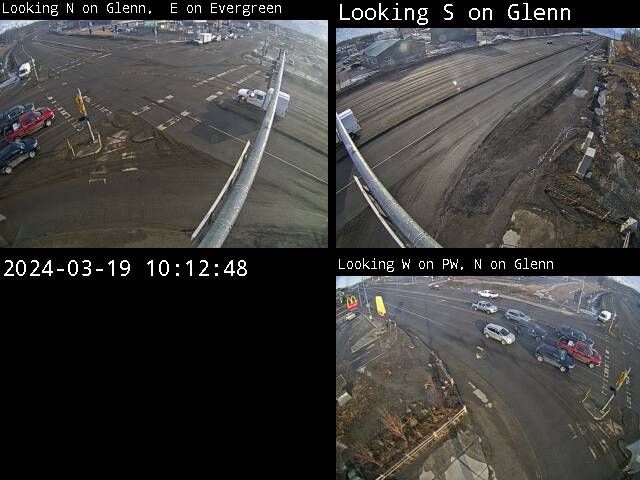 Looking N on Glenn,  E on Evergreen
Looking S on Glenn
2024-03-19 10:12:48
Looking W on PW, N on Glenn